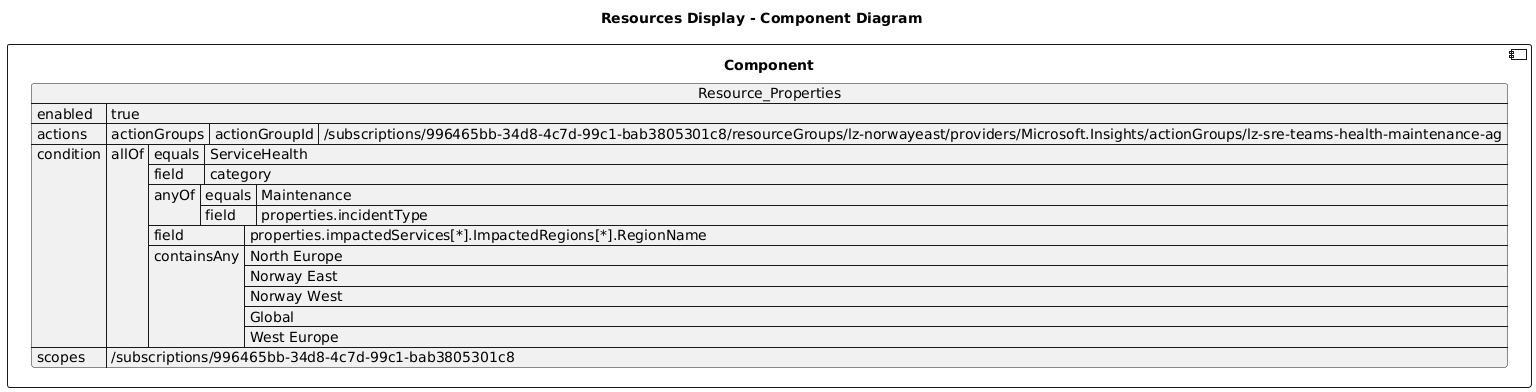 Resources Display - Component Diagram
Component
Resource_Properties
enabled true
actions actionGroups actionGroupId /subscriptions/996465bb-34d8-4c7d-99c1-bab3805301c8/resourceGroups/lz-norwayeast/providers/Microsoft.Insights/actionGroups/lz-sre-teams-health-maintenance-ag
condition allOf equals ServiceHealth
field category
anyOf equals Maintenance
field properties.incidentType
field properties.impactedServices[*].ImpactedRegions[*].RegionName
containsAny North Europe
Norway East
Norway West
Global
West Europe
scopes /subscriptions/996465bb-34d8-4c7d-99c1-bab3805301c8